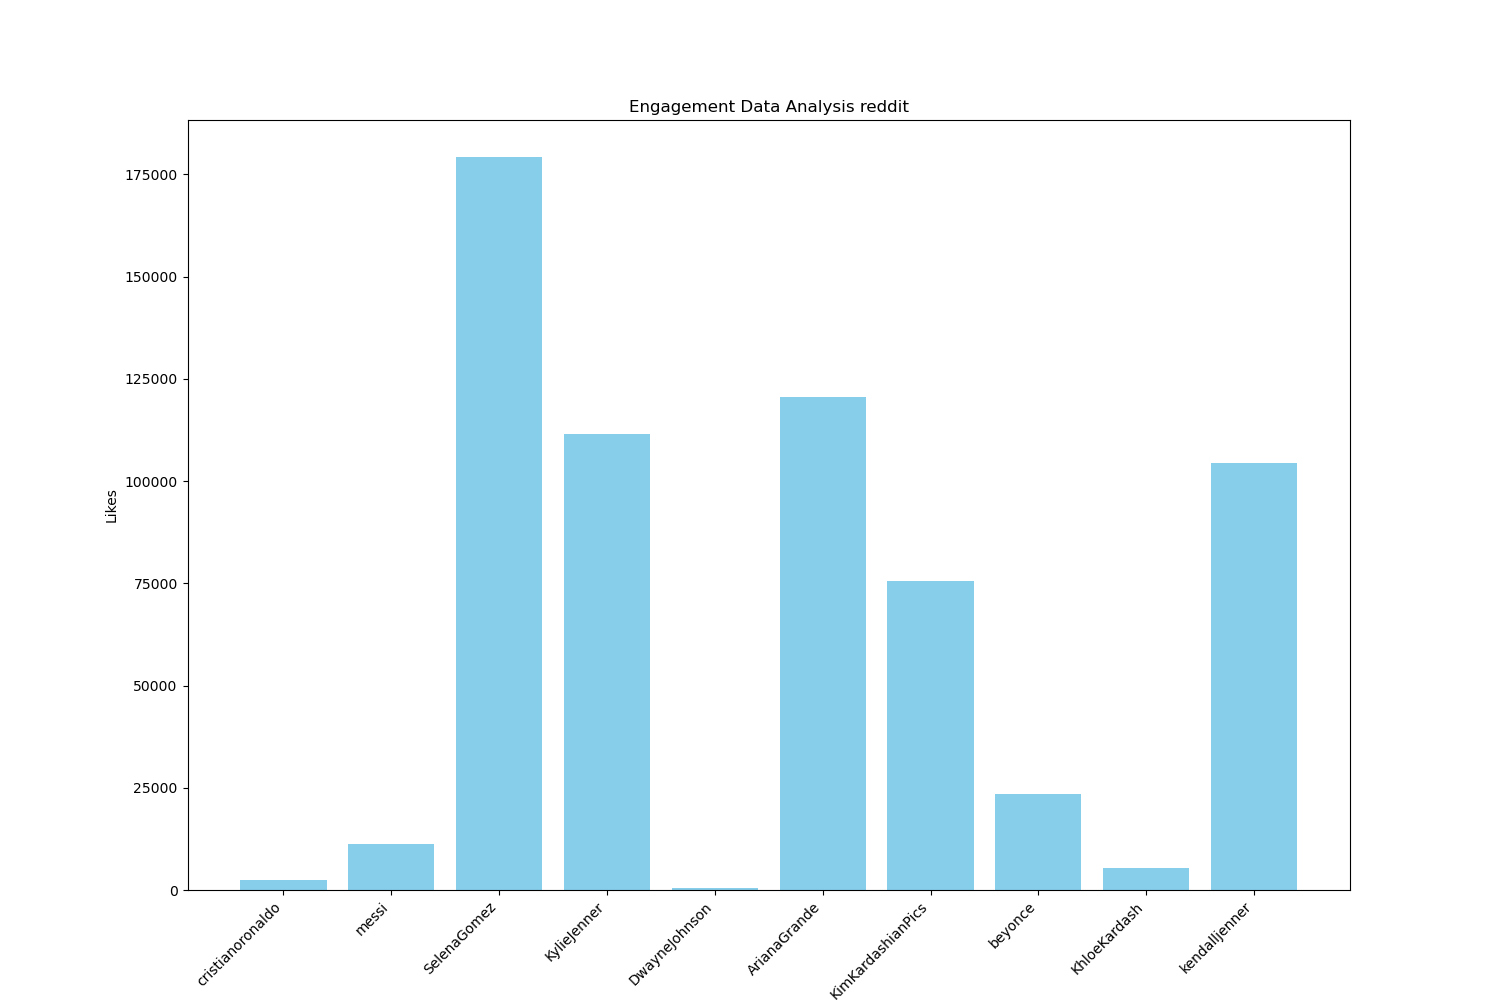 Engagement Data Analysis reddit
175000
150000
125000
100000
75000
50000
25000
0
Likes
cristianoronaldo
messi
SelenaGomez
KylieJenner
DwayneJohnson
ArianaGrande
KimKardashianPics
beyonce
KhloeKardash
kendalljenner